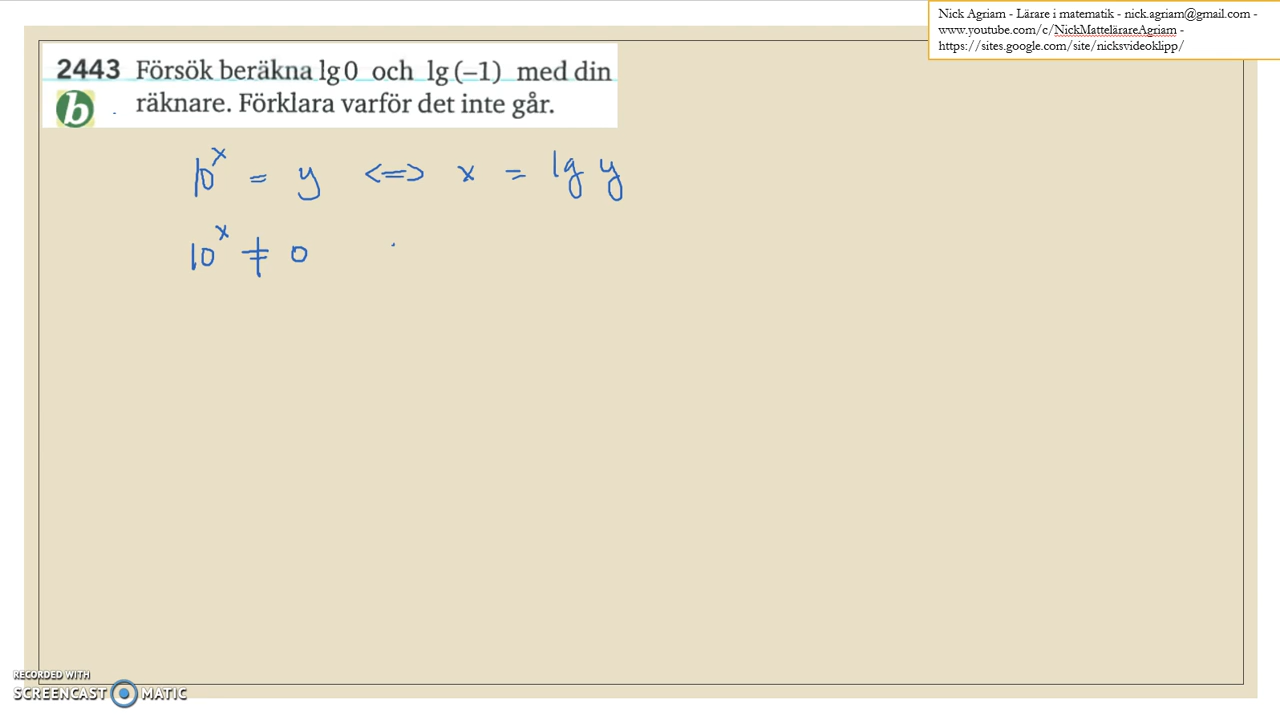 Nick Agriam - Lärare i matematik - nick.agriam@gmail.com -
www.youtube.com/c/NickMattelärareAgriam -
https://sites.google.com/site/nicksvideoklipp/
2443 Försök beräkna lg 0 och lg (–1) med din
b räknare. Förklara varför det inte går.
10^x = y <=> x = lg y
10^x ≠ 0
RECORDED WITH
SCREENCAST MATIC